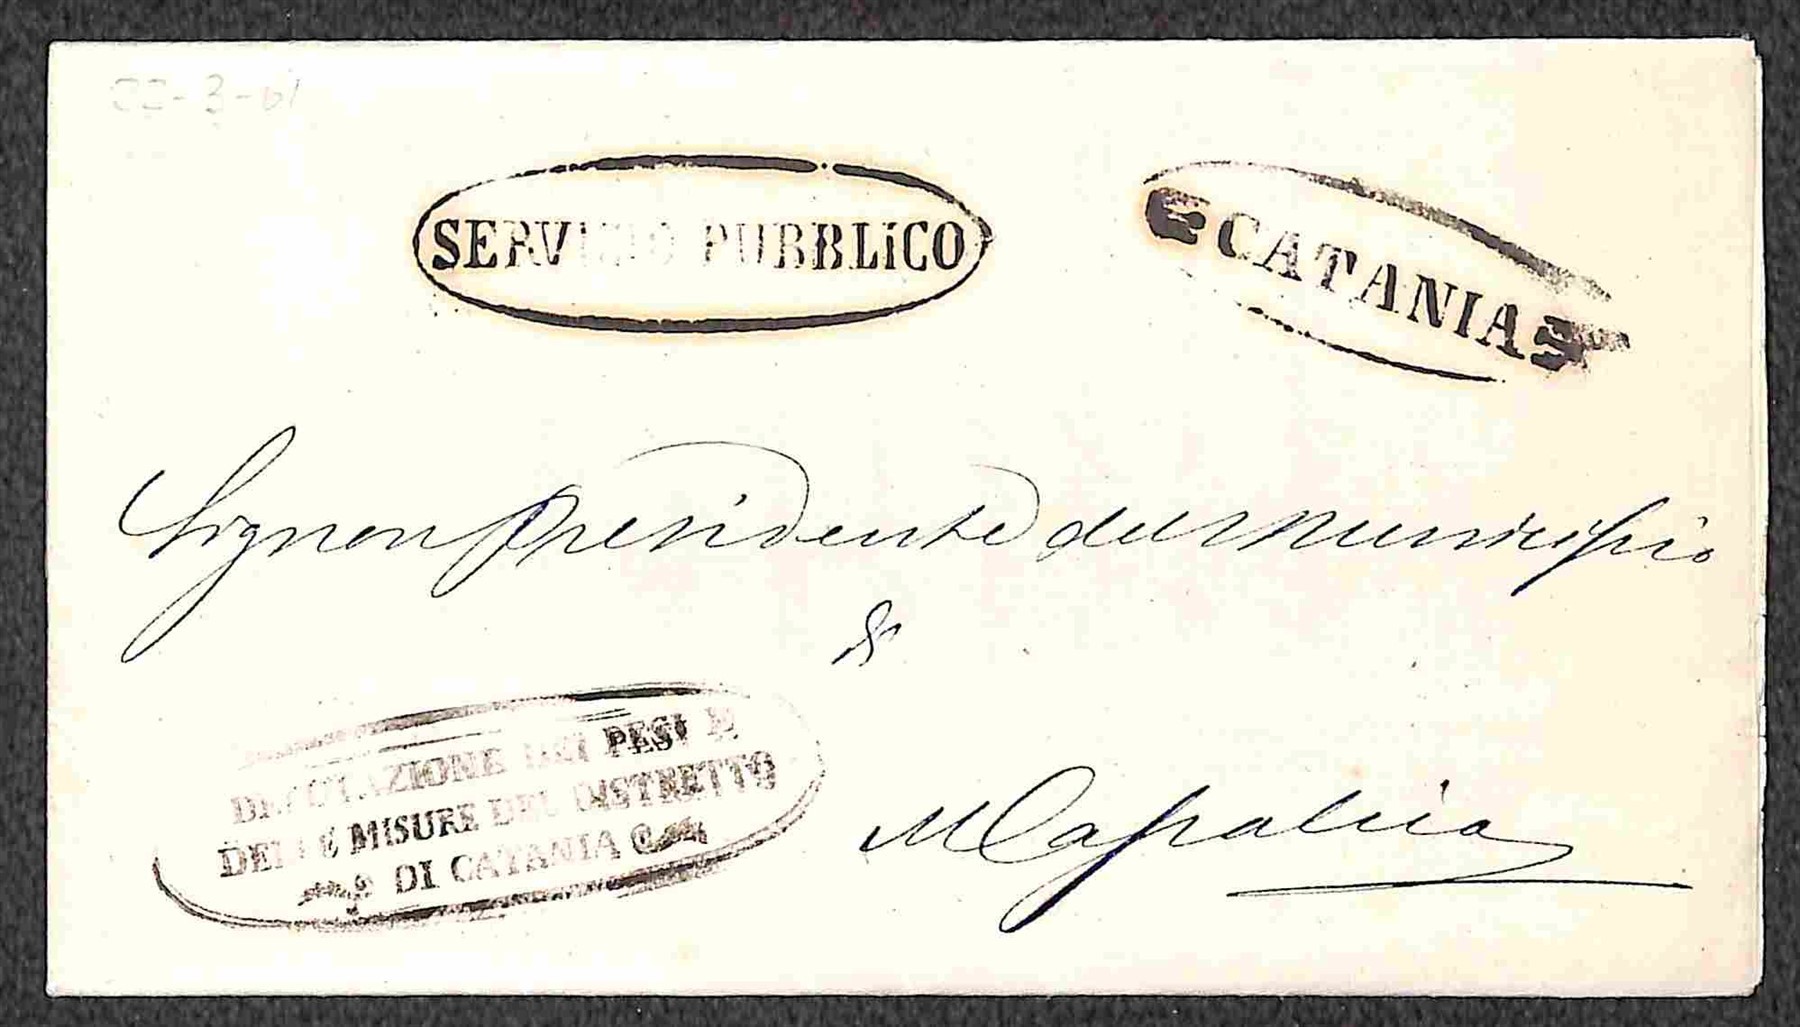 22-3-61
SERVIZIO PUBBLICO
CATANIA
Signor Presidente del Municipio
di
DEPUTAZIONE DEI PESI E
DELLE MISURE DEL DISTRETTO
DI CATANIA